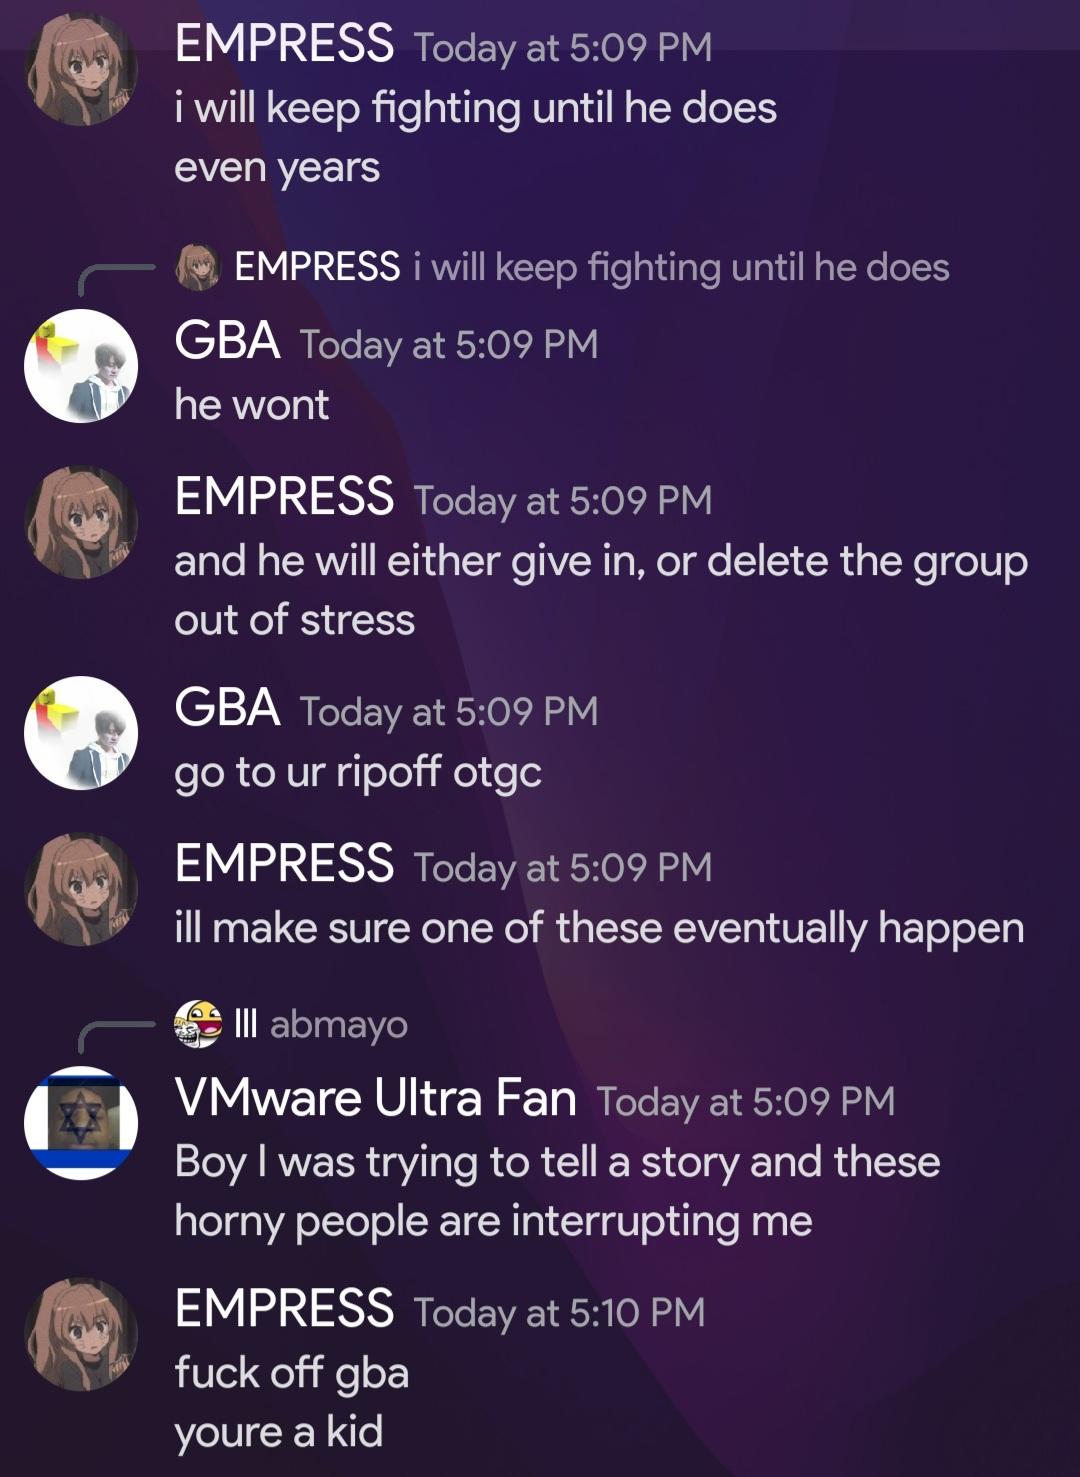 EMPRESS Today at 5:09 PM
i will keep fighting until he does
even years
EMPRESS i will keep fighting until he does
GBA Today at 5:09 PM
he wont
EMPRESS Today at 5:09 PM
and he will either give in, or delete the group
out of stress
GBA Today at 5:09 PM
go to ur ripoff otgc
EMPRESS Today at 5:09 PM
ill make sure one of these eventually happen
lll abmayo
VMware Ultra Fan Today at 5:09 PM
Boy I was trying to tell a story and these
horny people are interrupting me
EMPRESS Today at 5:10 PM
fuck off gba
youre a kid